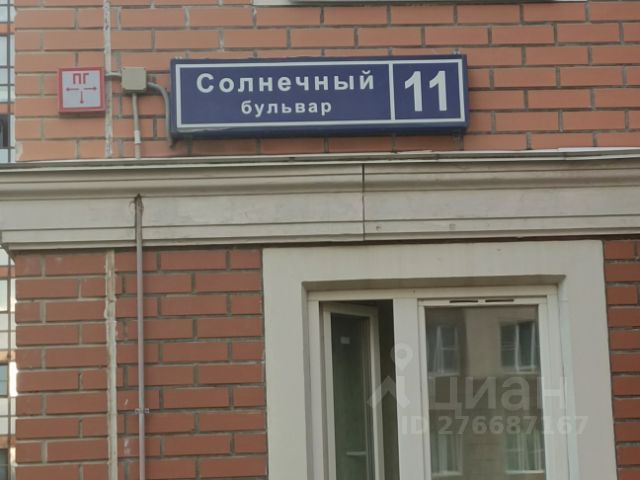 ПГ
Солнечный
бульвар
11
циан
ID 276687167